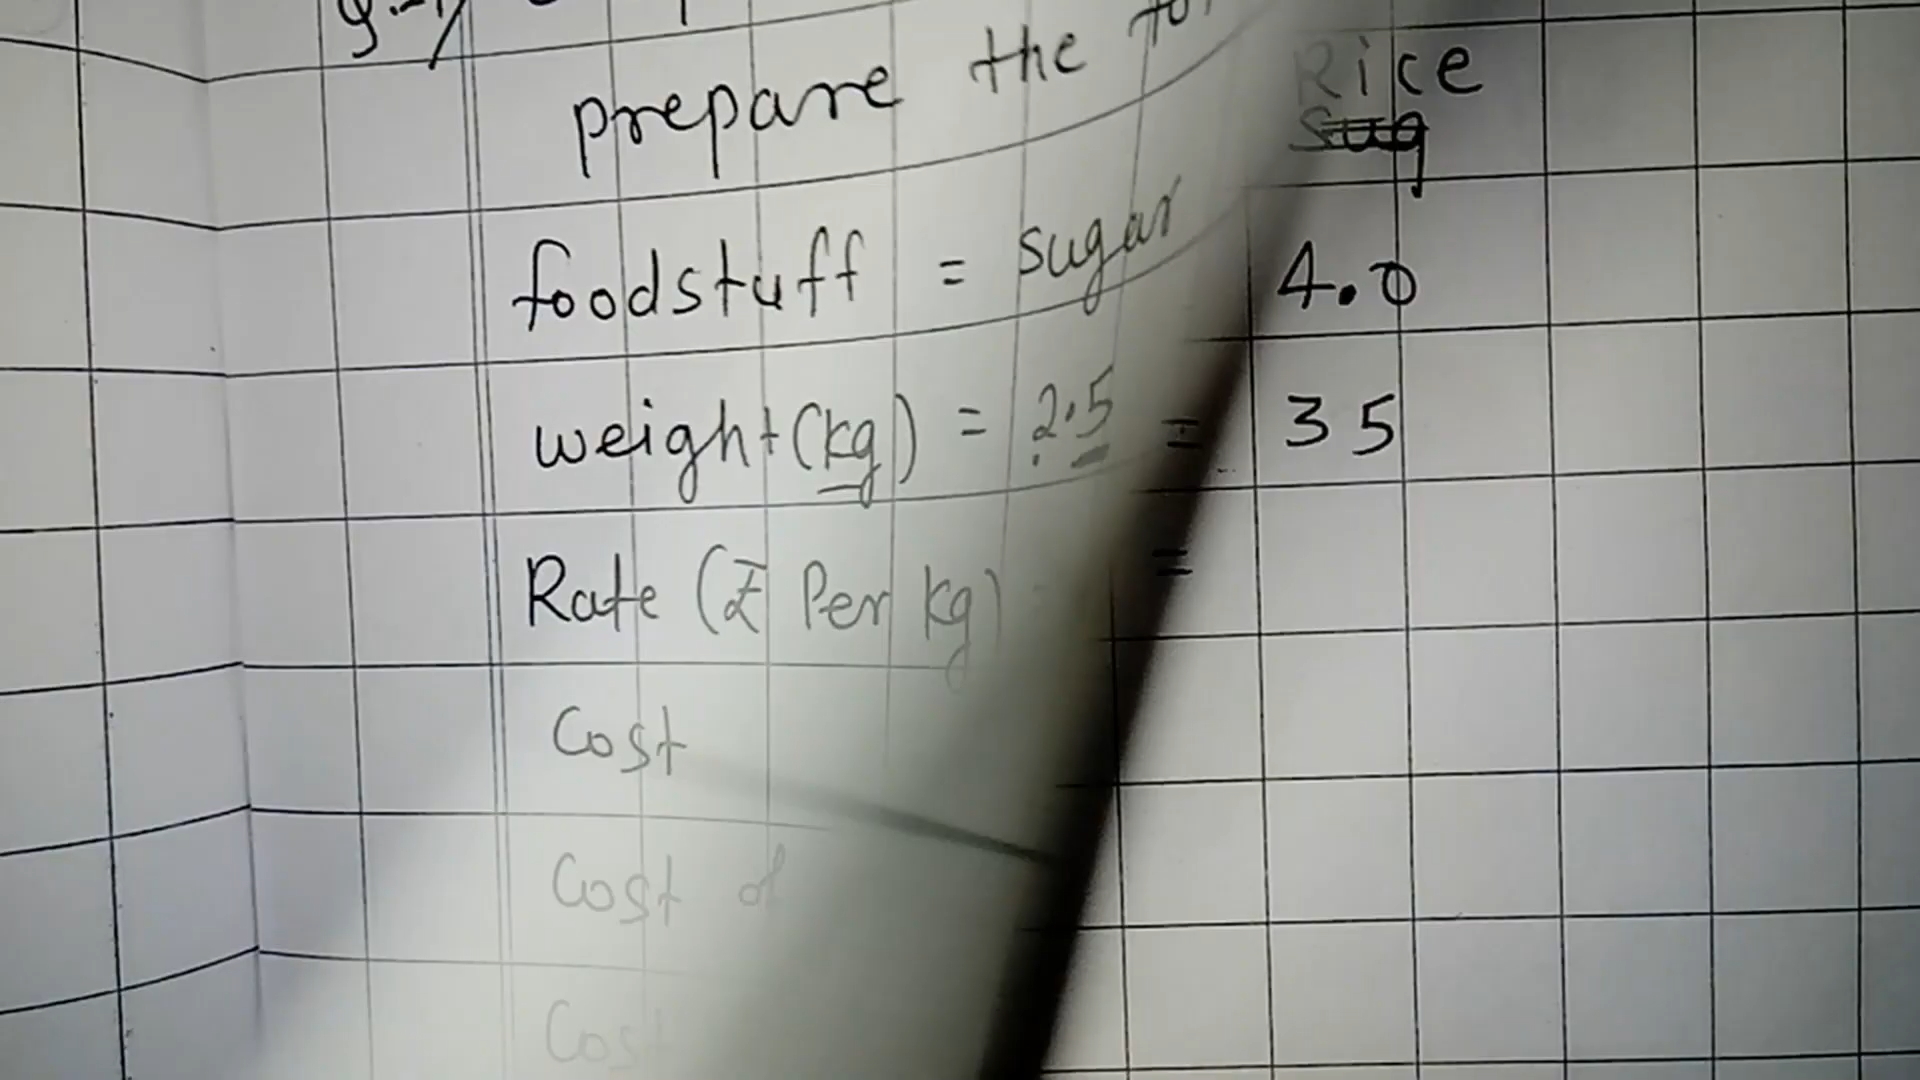 prepare the
Rice
Sug
foodstuff = sugar
4.0
weight(kg) = 2.5 = 35
Rate (₹ Per kg) =
Cost
Cost of
Cost